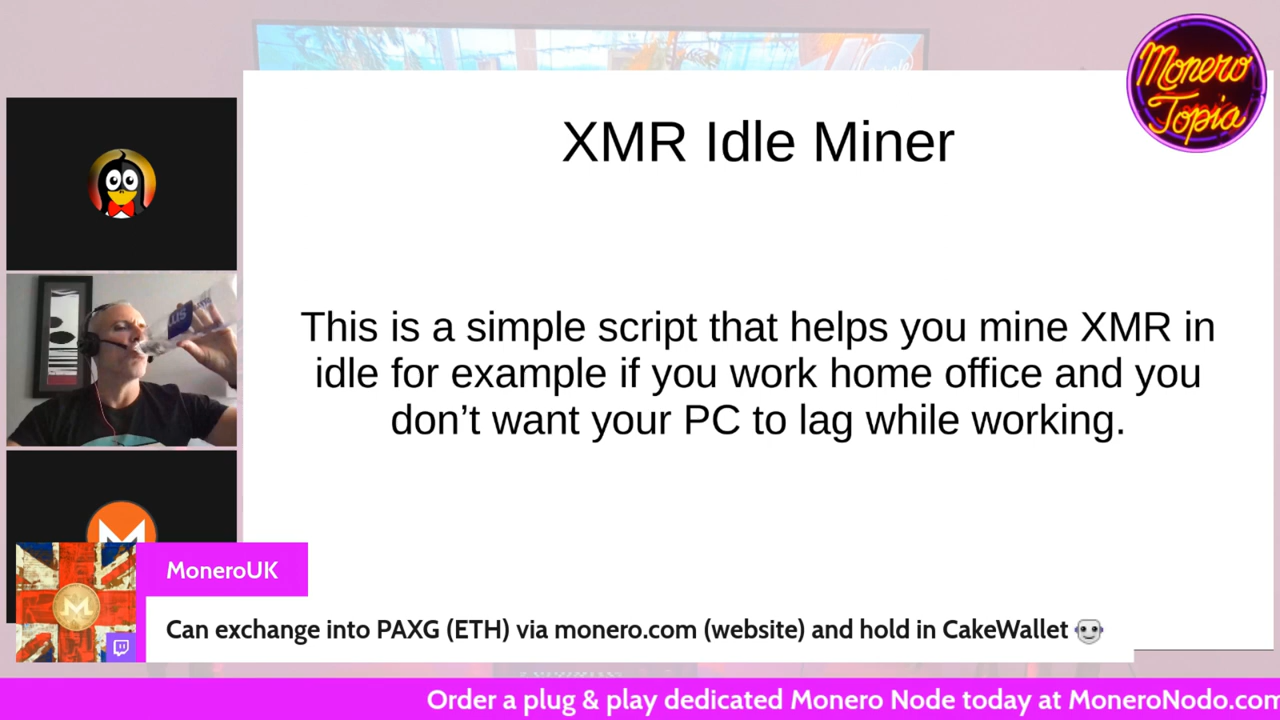 Monero
Topia
XMR Idle Miner
This is a simple script that helps you mine XMR in
idle for example if you work home office and you
don’t want your PC to lag while working.
MoneroUK
Can exchange into PAXG (ETH) via monero.com (website) and hold in CakeWallet
Order a plug & play dedicated Monero Node today at MoneroNodo.com